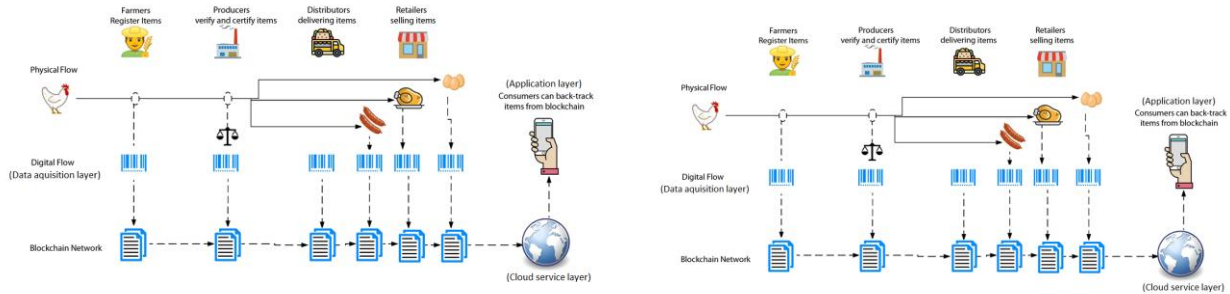 Farmers
Register Items
Producers
verify and certify items
Distributors
delivering items
Retailers
selling items
Physical Flow
(Application layer)
Consumers can back-track
items from blockchain
Digital Flow
(Data aquisition layer)
Blockchain Network
(Cloud service layer)
Farmers
Register Items
Producers
verify and certify items
Distributors
delivering items
Retailers
selling items
Physical Flow
(Application layer)
Consumers can back-track
items from blockchain
Digital Flow
(Data aquisition layer)
Blockchain Network
(Cloud service layer)